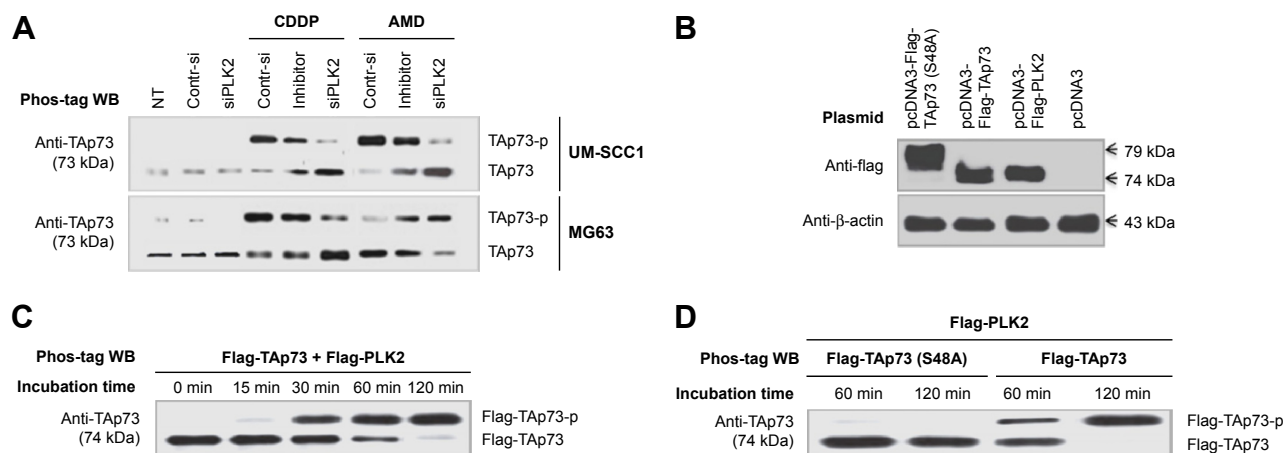 A
CDDP
AMD
Phos-tag WB
NT
Contr-si
siPLK2
Contr-si
Inhibitor
siPLK2
Contr-si
Inhibitor
siPLK2
Anti-TAp73
(73 kDa)
TAp73-p
TAp73
UM-SCC1
Anti-TAp73
(73 kDa)
TAp73-p
TAp73
MG63
B
Plasmid
pcDNA3-Flag-
TAp73 (S48A)
pcDNA3-
Flag-TAp73
pcDNA3-
Flag-PLK2
pcDNA3
Anti-flag
79 kDa
74 kDa
Anti-β-actin
43 kDa
C
Phos-tag WB
Flag-TAp73 + Flag-PLK2
Incubation time
0 min
15 min
30 min
60 min
120 min
Anti-TAp73
(74 kDa)
Flag-TAp73-p
Flag-TAp73
D
Flag-PLK2
Phos-tag WB
Flag-TAp73 (S48A)
Flag-TAp73
Incubation time
60 min
120 min
60 min
120 min
Anti-TAp73
(74 kDa)
Flag-TAp73-p
Flag-TAp73